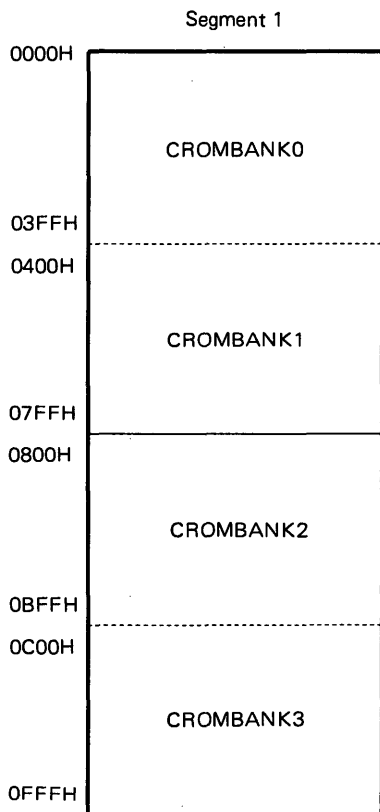 Segment 1
0000H
CROMBANK0
03FFH
0400H
CROMBANK1
07FFH
0800H
CROMBANK2
0BFFH
0C00H
CROMBANK3
0FFFH